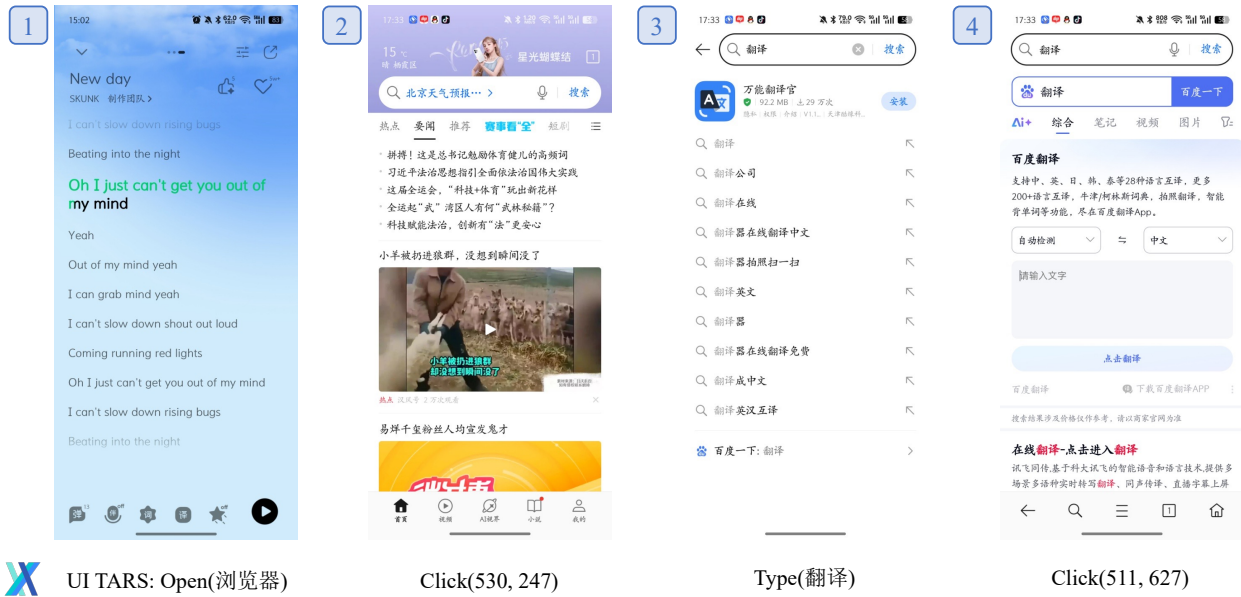 1
15:02
83
New day
SKUNK 制作团队 >
I can't slow down rising bugs
Beating into the night
Oh I just can't get you out of
my mind
Yeah
Out of my mind yeah
I can grab mind yeah
I can't slow down shout out loud
Coming running red lights
Oh I just can't get you out of my mind
I can't slow down rising bugs
Beating into the night
弹 弹 词 译
UI TARS: Open(浏览器)
2
17:33
15 ℃
晴 栖霞区
星光蝴蝶结
1
北京天气预报… >
搜索
热点 要闻 推荐 赛事看"全" 短剧
拼搏！这是总书记勉励体育健儿的高频词
习近平法治思想指引全面依法治国伟大实践
这届全运会，"科技+体育"玩出新花样
全运起"武" 湾区人有何"武林秘籍"？
科技赋能法治，创新有"法"更安心
小羊被扔进狼群，没想到瞬间没了
小羊被扔进狼群
却没想到瞬间没了
易烊千玺粉丝人均宣发鬼才
首页 视频 AI视界 小说 我的
Click(530, 247)
3
17:33
翻译
搜索
万能翻译官
92.2 MB 29 万次
安装
翻译
翻译公司
翻译在线
翻译器在线翻译中文
翻译器拍照扫一扫
翻译英文
翻译器
翻译器在线翻译免费
翻译成中文
翻译英汉互译
百度一下: 翻译
Type(翻译)
4
17:33
翻译
搜索
翻译
百度一下
AI+ 综合 笔记 视频 图片
百度翻译
支持中、英、日、韩、泰等28种语言互译，更多
200+语言互译，牛津/柯林斯词典，拍照翻译，智能
背单词等功能，尽在百度翻译App。
自动检测
中文
请输入文字
点击翻译
百度翻译
下载百度翻译APP
搜索结果涉及价格仅作参考，请以商家官网为准
在线翻译-点击进入翻译
讯飞同传,基于科大讯飞的智能语音和语言技术,提供多
场景多语种实时转写翻译、同声传译、直播字幕上屏
1
Click(511, 627)